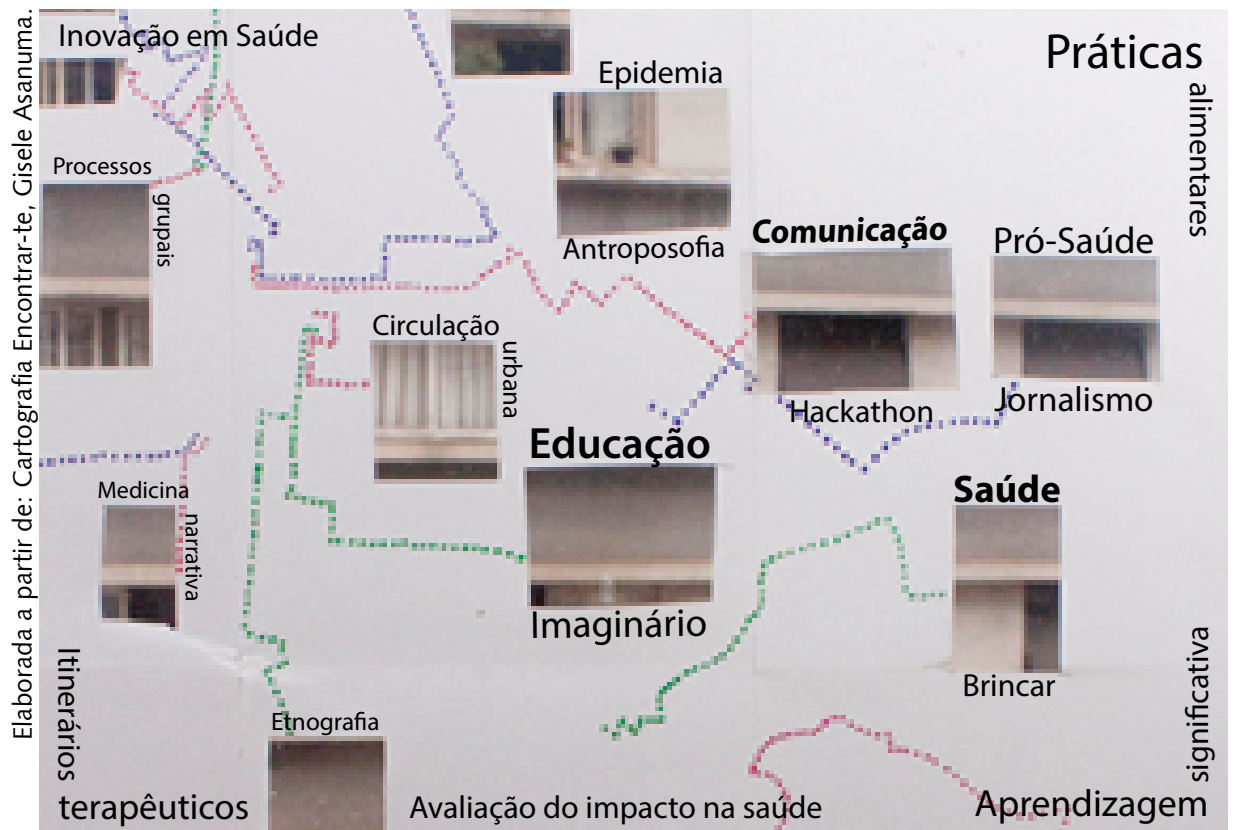 Elaborada a partir de: Cartografia Encontrar-te, Gisele Asanuma.
Inovação em Saúde
Epidemia
Práticas
alimentares
Processos
grupais
Antroposofia
Comunicação
Pró-Saúde
Circulação
urbana
Hackathon
Jornalismo
Educação
Medicina
narrativa
Saúde
Imaginário
Brincar
Itinerários
terapêuticos
Etnografia
Avaliação do impacto na saúde
Aprendizagem
significativa